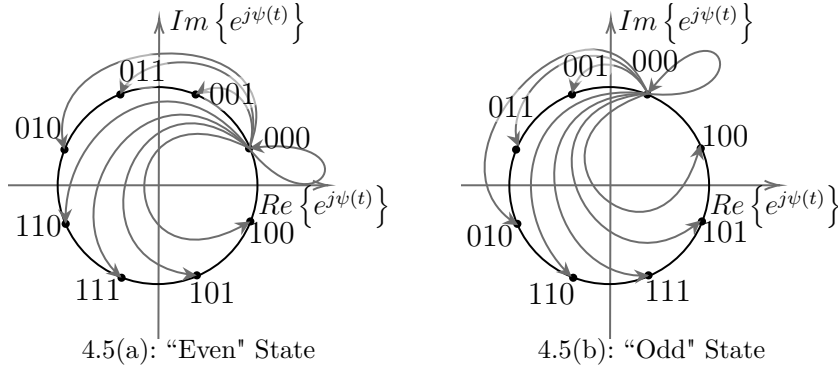 Im { e^{jψ(t)} }
011
001
010
000
Re { e^{jψ(t)} }
110
100
111
101
4.5(a): “Even" State
Im { e^{jψ(t)} }
000
001
011
100
Re { e^{jψ(t)} }
010
101
110
111
4.5(b): “Odd" State